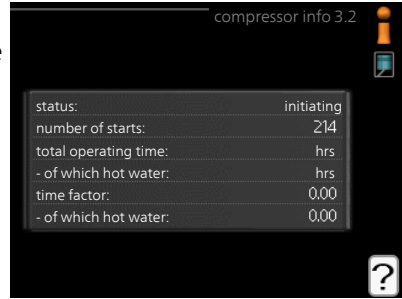 compressor info 3.2
e
status: initiating
number of starts: 214
total operating time: hrs
- of which hot water: hrs
time factor: 0.00
- of which hot water: 0.00
?